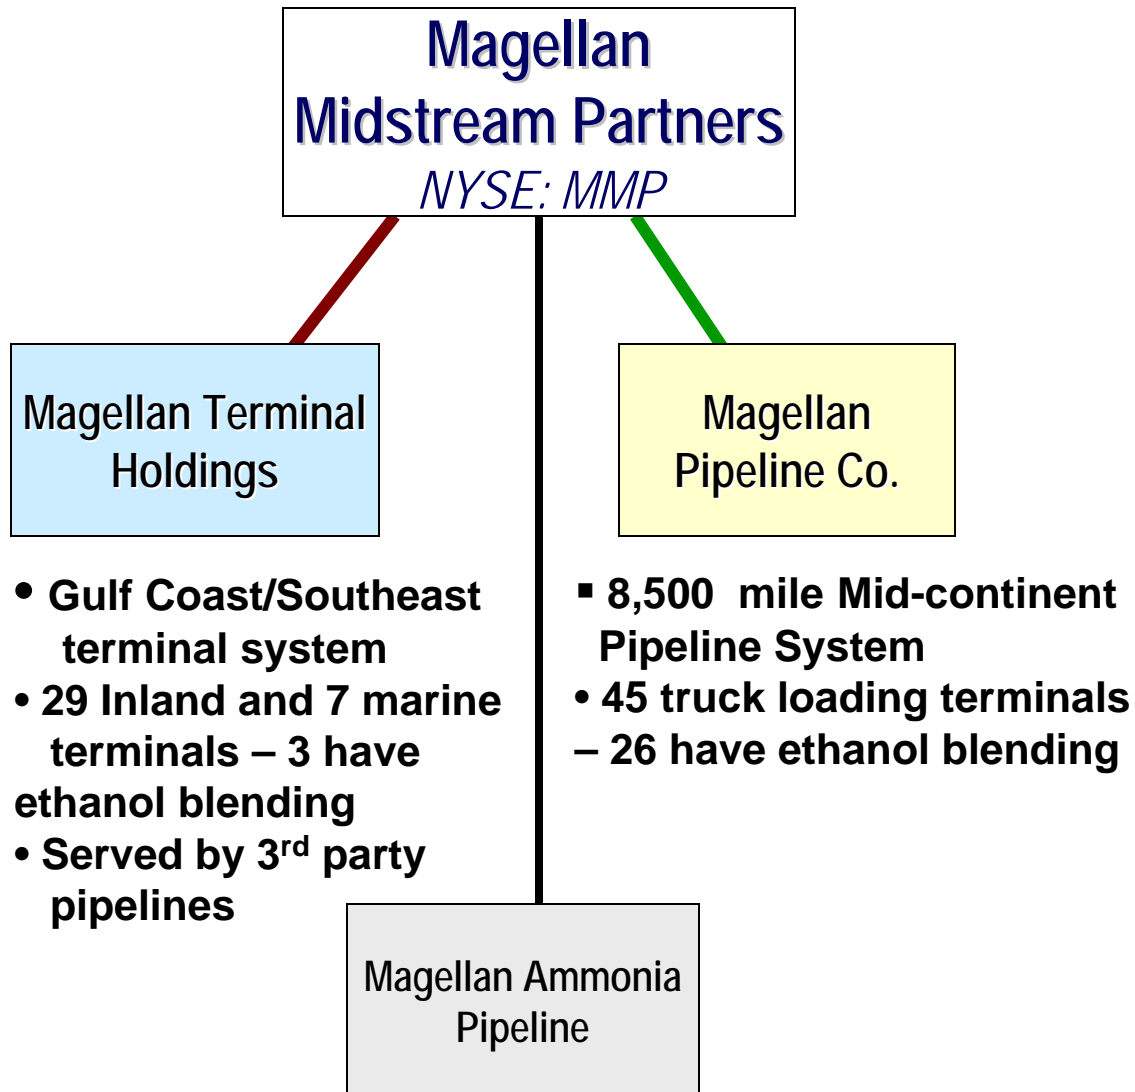 Magellan
Midstream Partners
NYSE: MMP
Magellan Terminal
Holdings
• Gulf Coast/Southeast
terminal system
• 29 Inland and 7 marine
terminals – 3 have
ethanol blending
• Served by 3rd party
pipelines
Magellan
Pipeline Co.
▪ 8,500 mile Mid-continent
Pipeline System
• 45 truck loading terminals
– 26 have ethanol blending
Magellan Ammonia
Pipeline